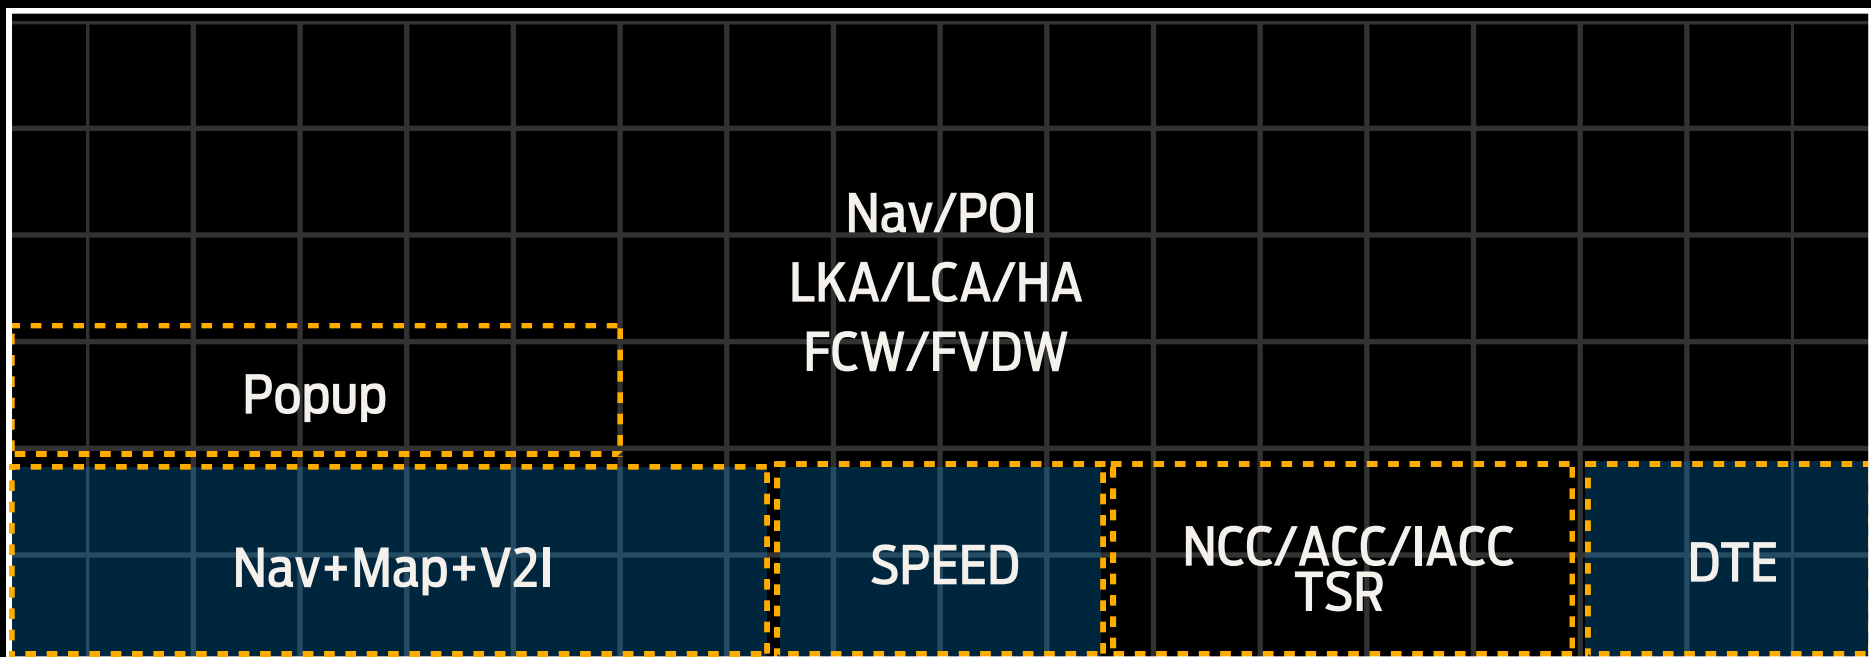 Nav/POI
LKA/LCA/HA
FCW/FVDW
Popup
Nav+Map+V2I
SPEED
NCC/ACC/IACC
TSR
DTE